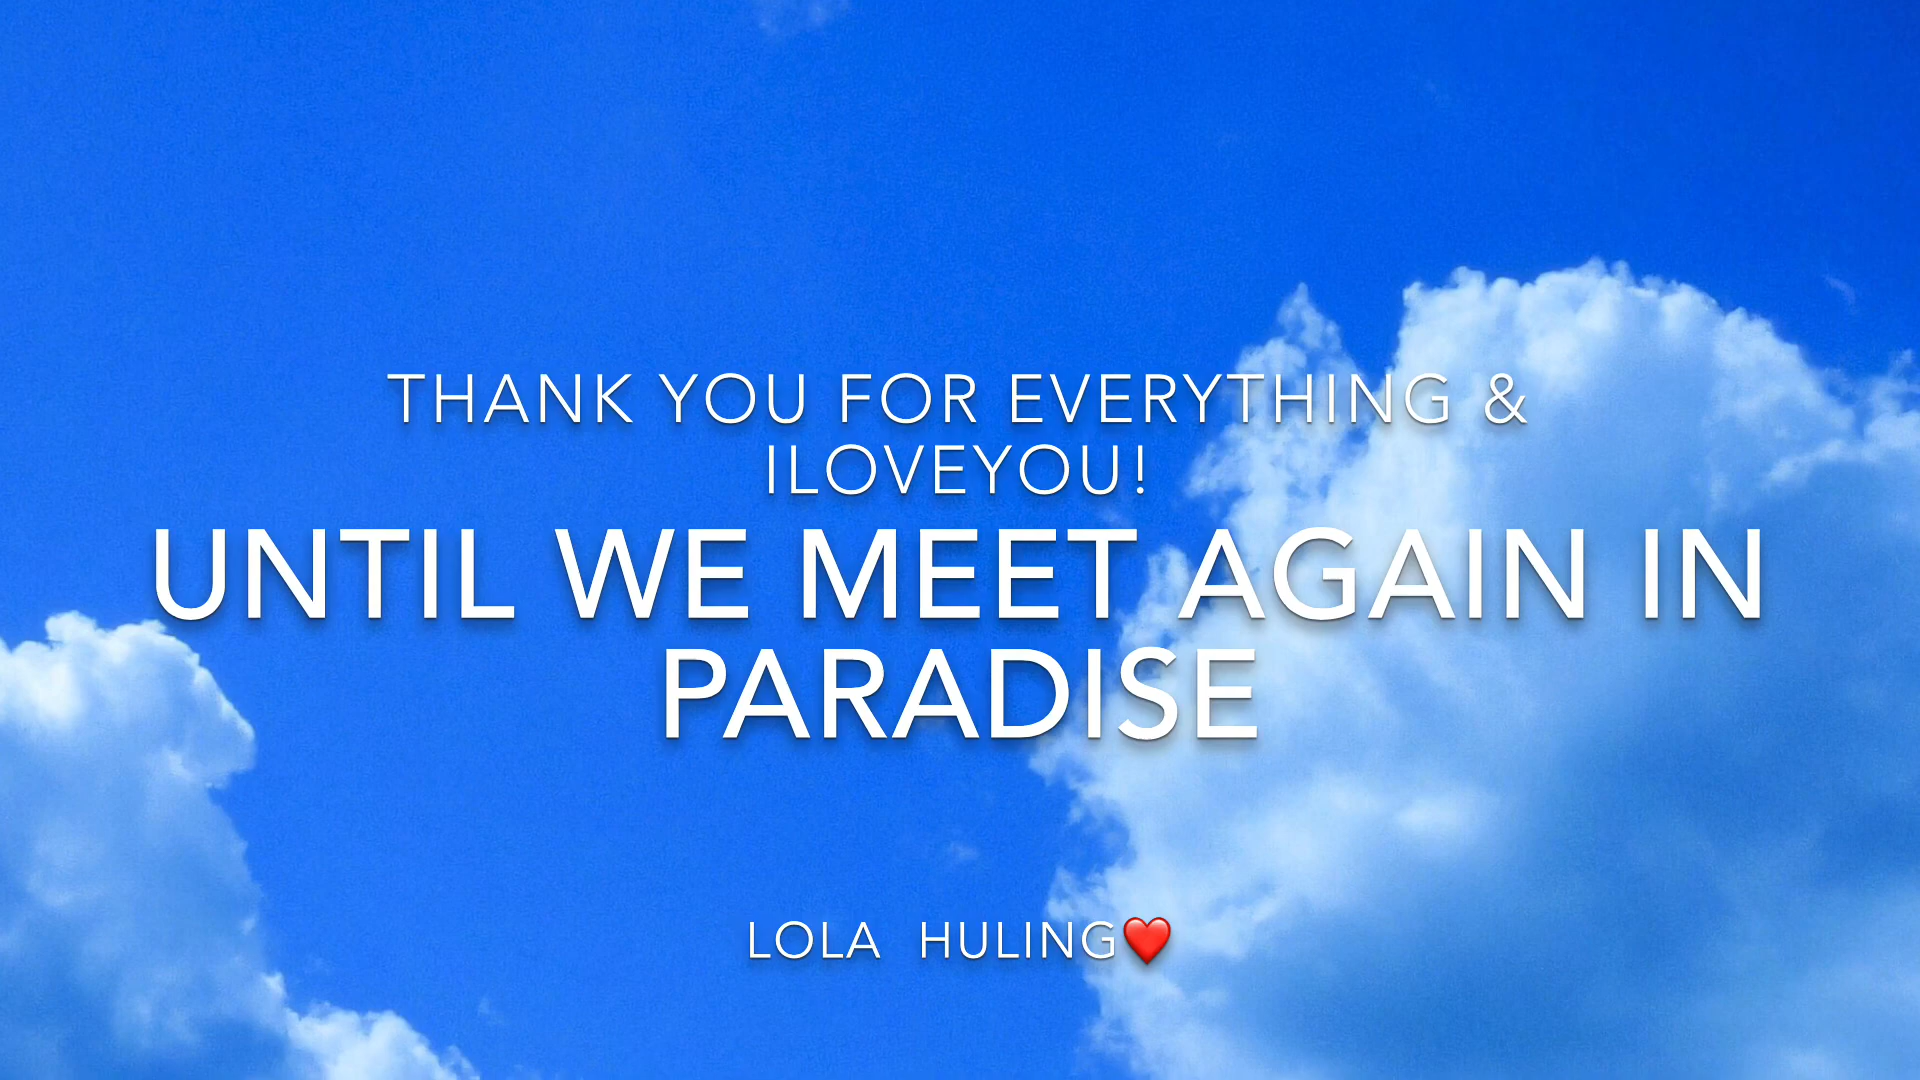 THANK YOU FOR EVERYTHING &
ILOVEYOU!
UNTIL WE MEET AGAIN IN
PARADISE
LOLA HULING❤️